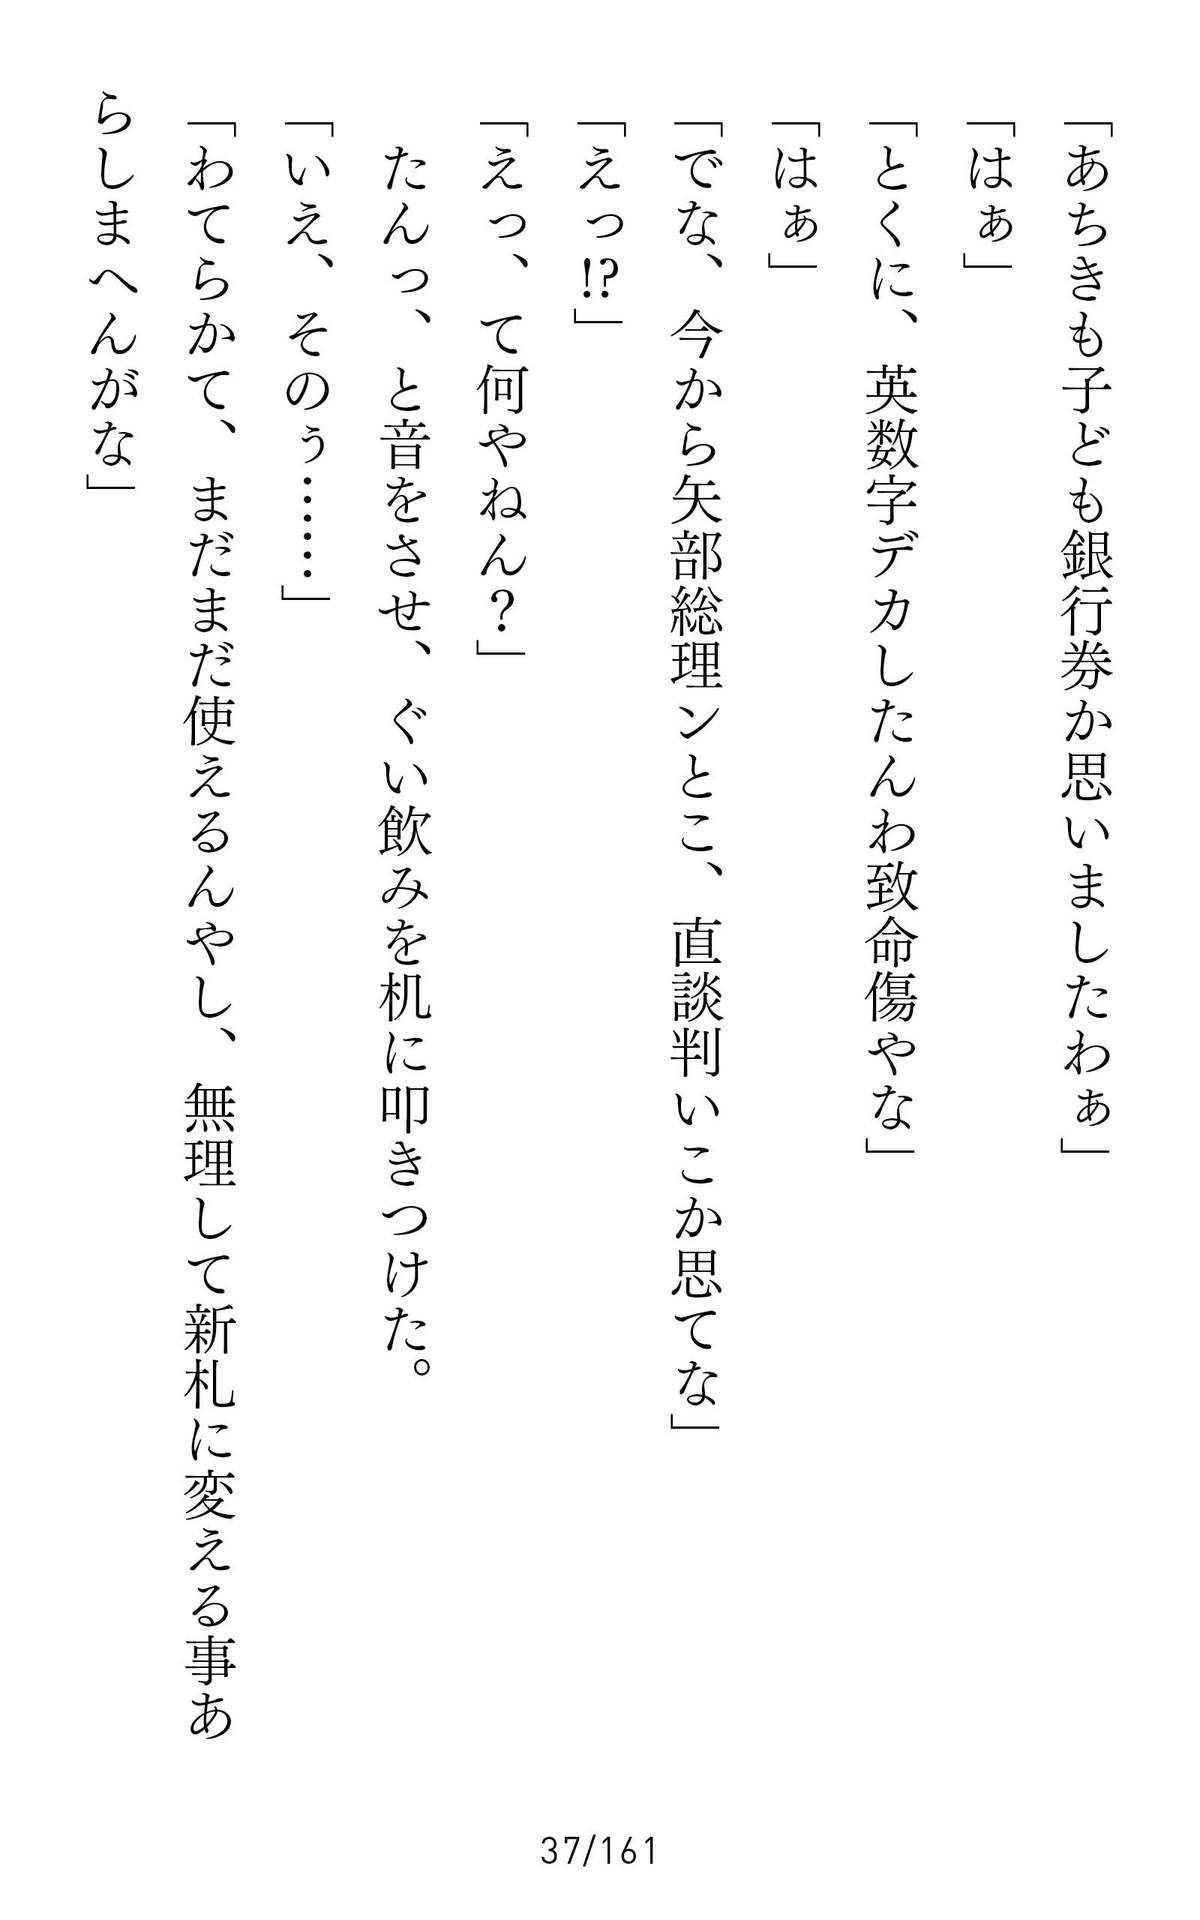 「あちきも子ども銀行券か思いましたわぁ」
「はぁ」
「とくに、英数字デカしたんわ致命傷やな」
「はぁ」
「でな、今から矢部総理ンとこ、直談判いこか思てな」
「えっ!?」
「えっ、て何やねん？」
たんっ、と音をさせ、ぐい飲みを机に叩きつけた。
「いえ、そのぅ……」
「わてらかて、まだまだ使えるんやし、無理して新札に変える事あ
らしまへんがな」
37/161